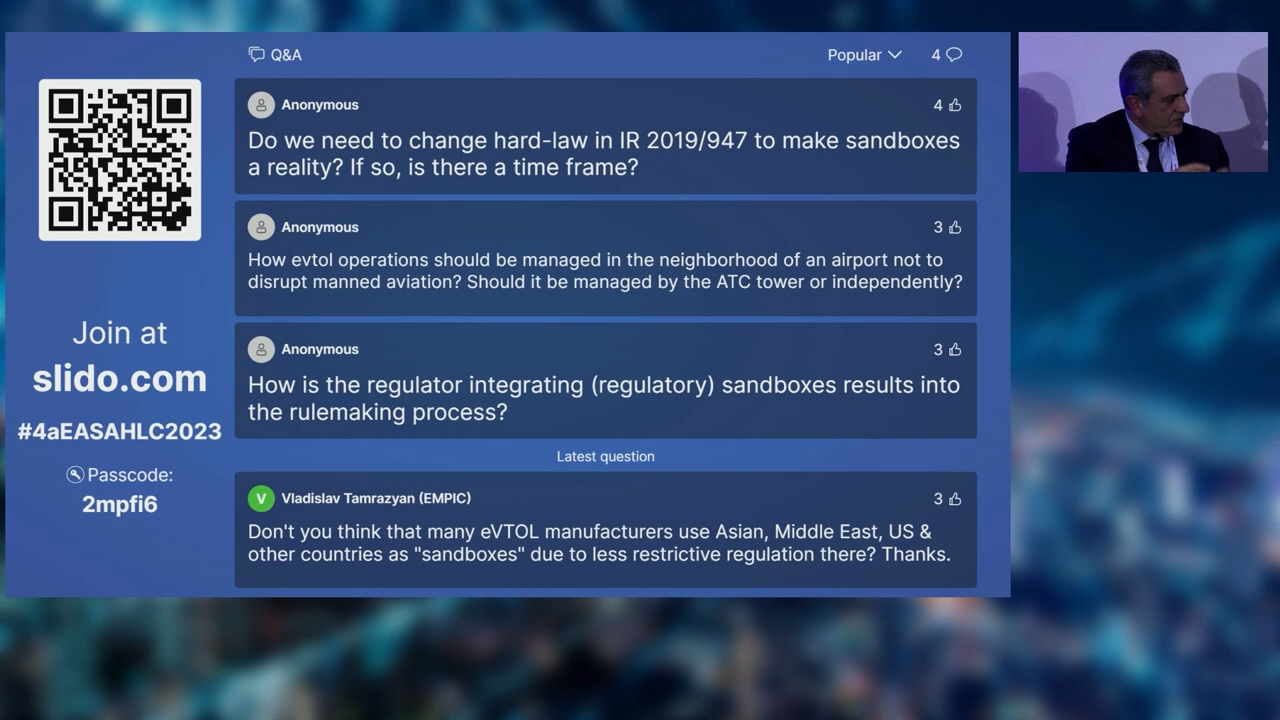 Q&A
Popular
4
Anonymous
4
Do we need to change hard-law in IR 2019/947 to make sandboxes
a reality? If so, is there a time frame?
Anonymous
3
How evtol operations should be managed in the neighborhood of an airport not to
disrupt manned aviation? Should it be managed by the ATC tower or independently?
Anonymous
3
How is the regulator integrating (regulatory) sandboxes results into
the rulemaking process?
Latest question
V
Vladislav Tamrazyan (EMPIC)
3
Don't you think that many eVTOL manufacturers use Asian, Middle East, US &
other countries as "sandboxes" due to less restrictive regulation there? Thanks.
Join at
slido.com
#4aEASAHLC2023
Passcode:
2mpfi6